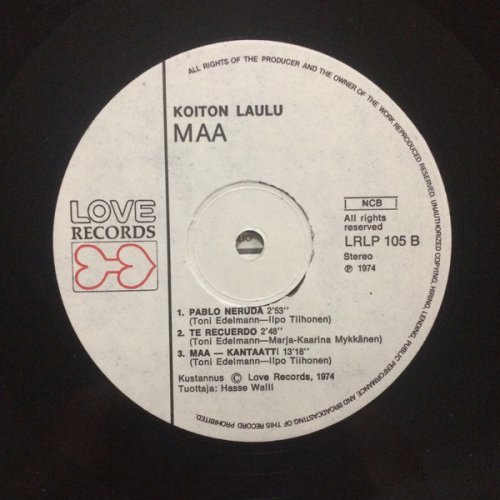 ALL RIGHTS OF THE PRODUCER AND THE OWNER OF THE WORK REPRODUCED RESERVED. UNAUTHORIZED COPYING, HIRING, LENDING, PUBLIC PERFORMANCE AND BROADCASTING OF THIS RECORD PROHIBITED.
KOITON LAULU
MAA
LOVE
RECORDS
NCB
All rights
reserved
LRLP 105 B
Stereo
℗ 1974
1. PABLO NERUDA 2'53''
(Toni Edelmann—Ilpo Tiihonen)
2. TE RECUERDO 2'48''
(Toni Edelmann—Marja-Kaarina Mykkänen)
3. MAA — KANTAATTI 13'18''
(Toni Edelmann—Ilpo Tiihonen)
Kustannus © Love Records, 1974
Tuottaja: Hasse Walli